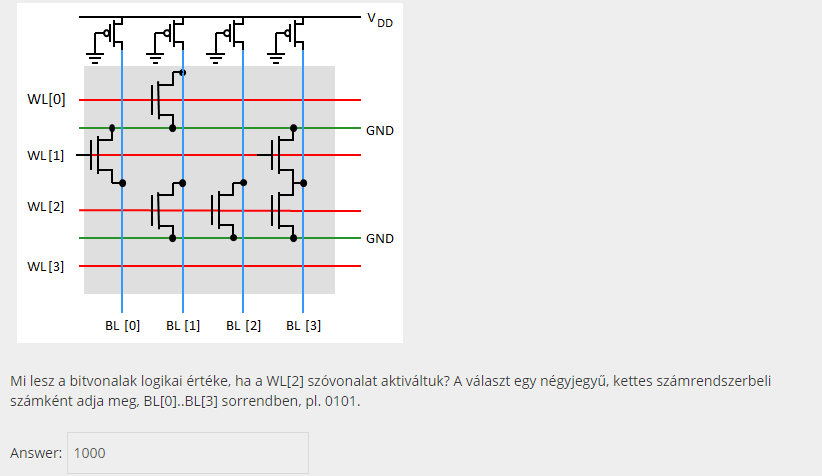 V DD
WL[0]
GND
WL[1]
WL[2]
GND
WL[3]
BL [0] BL [1] BL [2] BL [3]
Mi lesz a bitvonalak logikai értéke, ha a WL[2] szóvonalat aktiváltuk? A választ egy négyjegyű, kettes számrendszerbeli
számként adja meg, BL[0]..BL[3] sorrendben, pl. 0101.
Answer: 1000